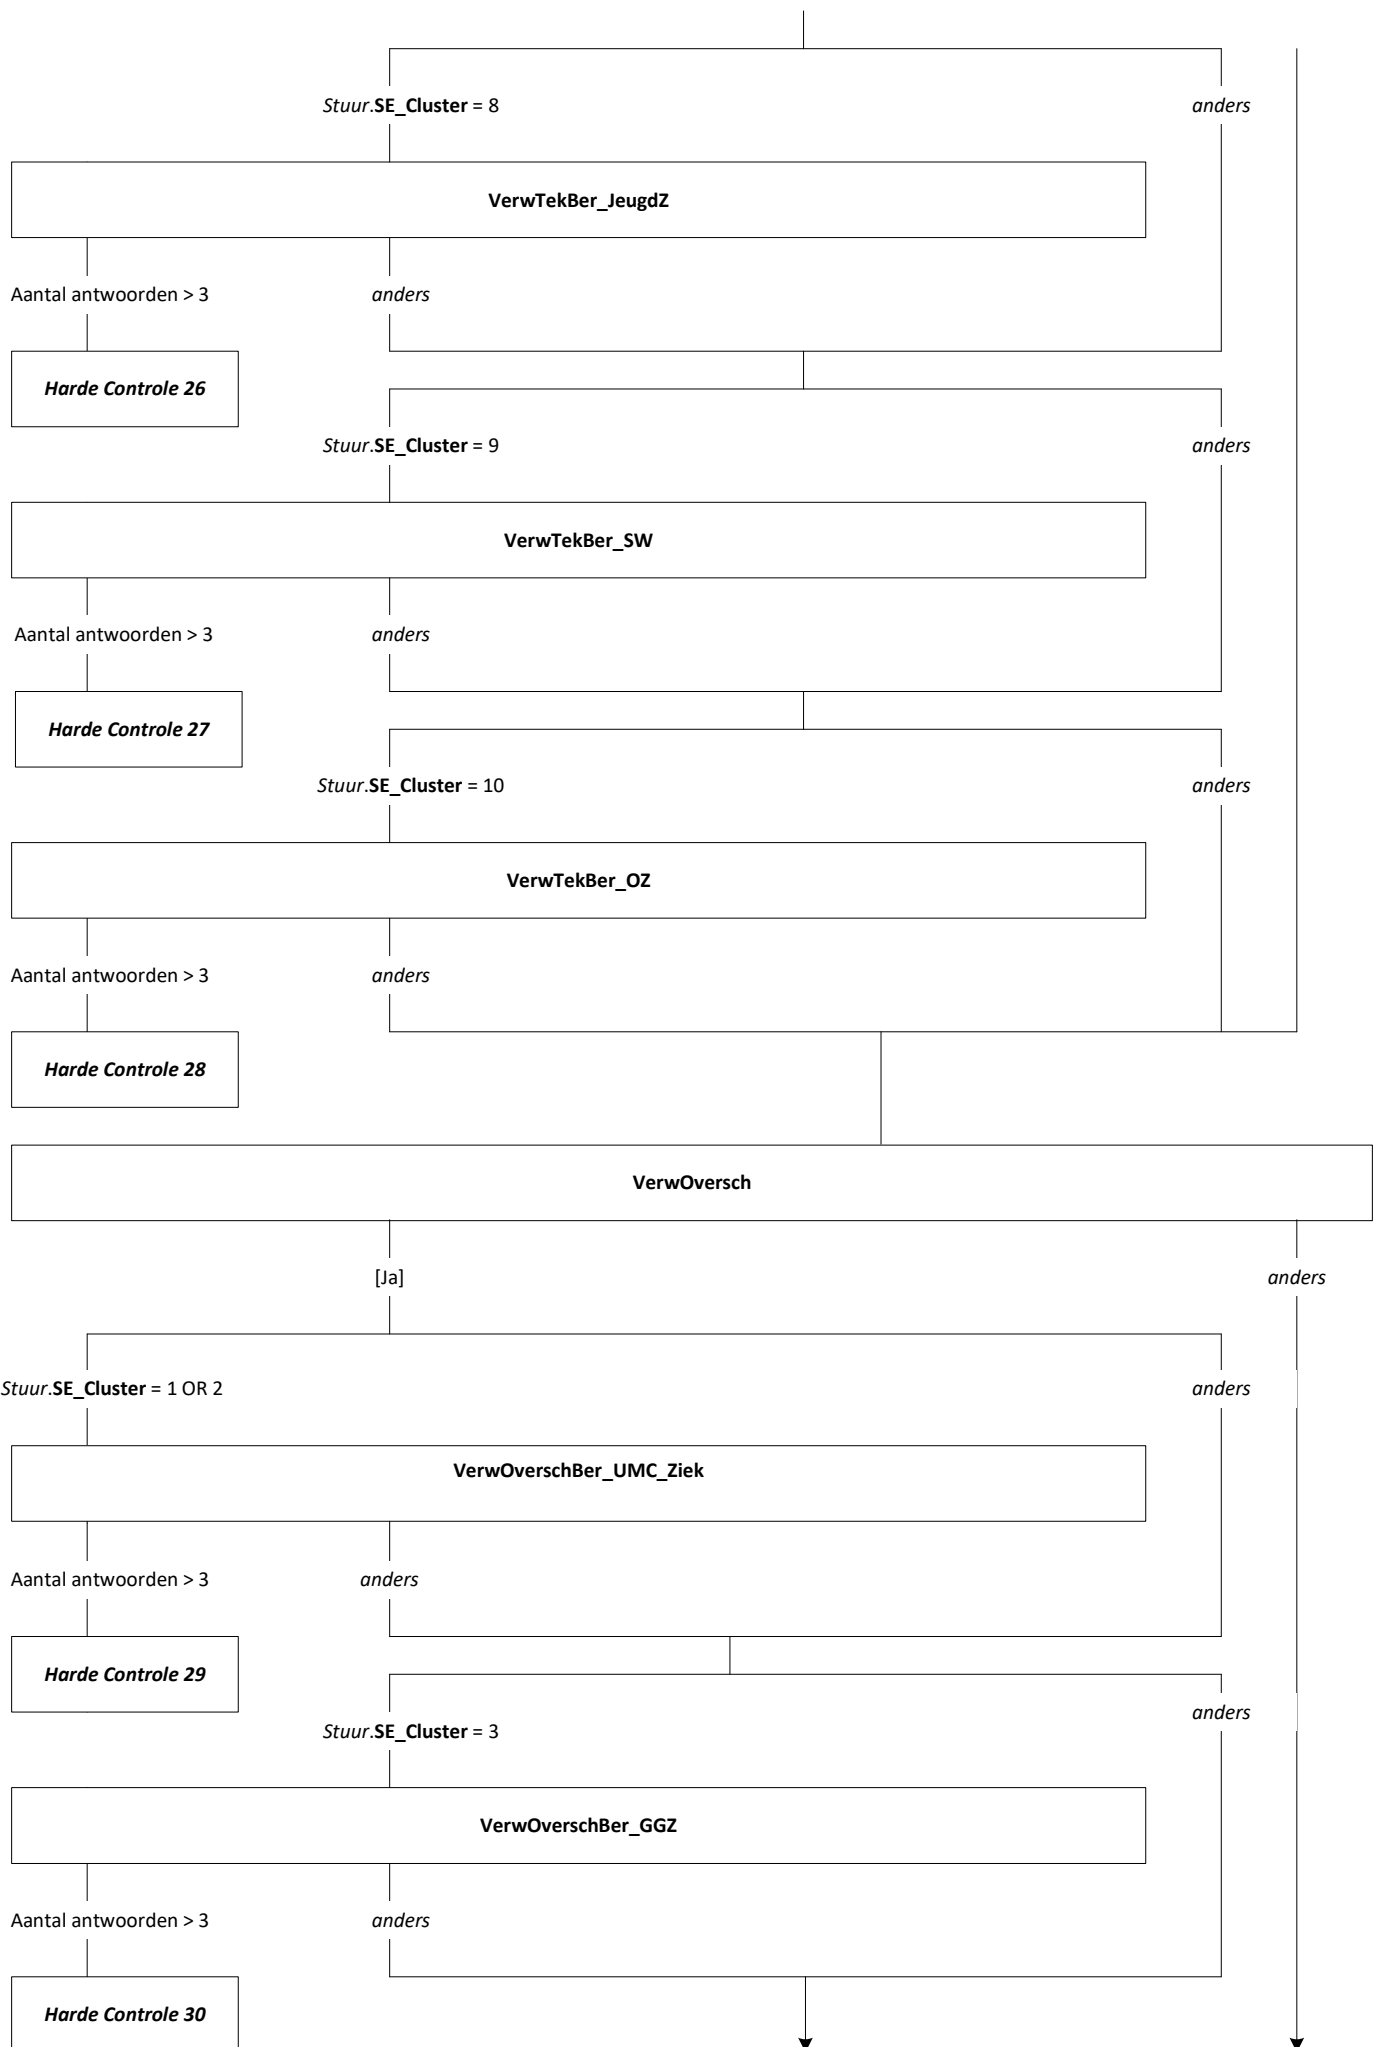 Stuur.SE_Cluster = 8 anders
VerwTekBer_JeugdZ
Aantal antwoorden > 3 anders
Harde Controle 26
Stuur.SE_Cluster = 9 anders
VerwTekBer_SW
Aantal antwoorden > 3 anders
Harde Controle 27
Stuur.SE_Cluster = 10 anders
VerwTekBer_OZ
Aantal antwoorden > 3 anders
Harde Controle 28
VerwOversch
[Ja] anders
Stuur.SE_Cluster = 1 OR 2 anders
VerwOverschBer_UMC_Ziek
Aantal antwoorden > 3 anders
Harde Controle 29
anders
Stuur.SE_Cluster = 3
VerwOverschBer_GGZ
Aantal antwoorden > 3 anders
Harde Controle 30